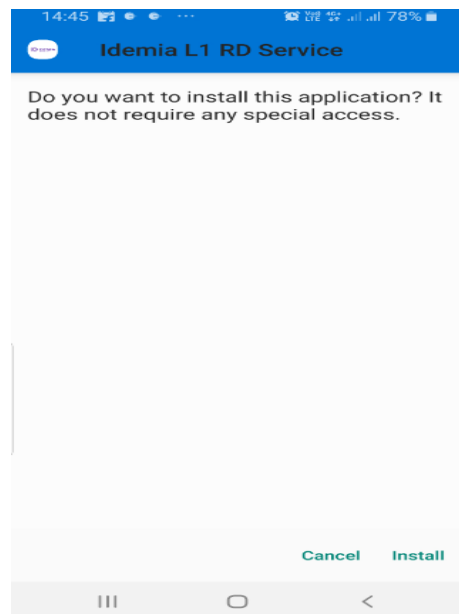 14:45 78%
Idemia L1 RD Service
Do you want to install this application? It
does not require any special access.
Cancel Install